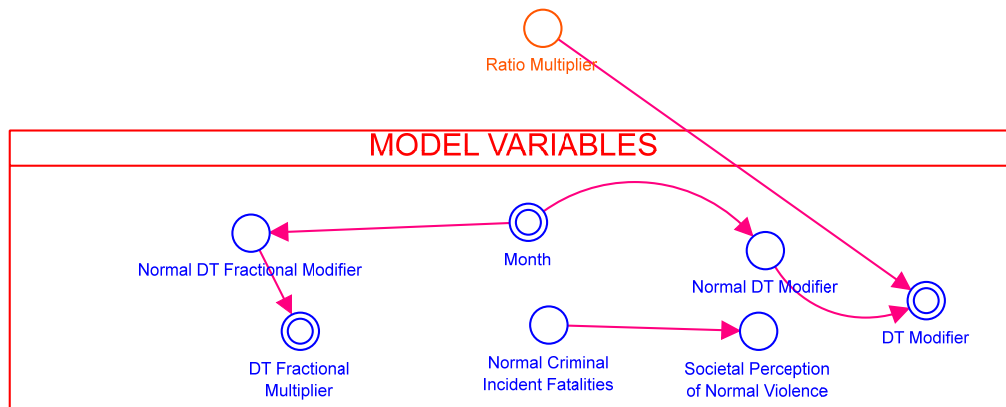 Ratio Multiplier
MODEL VARIABLES
Normal DT Fractional Modifier
Month
Normal DT Modifier
DT Modifier
DT Fractional
Multiplier
Normal Criminal
Incident Fatalities
Societal Perception
of Normal Violence